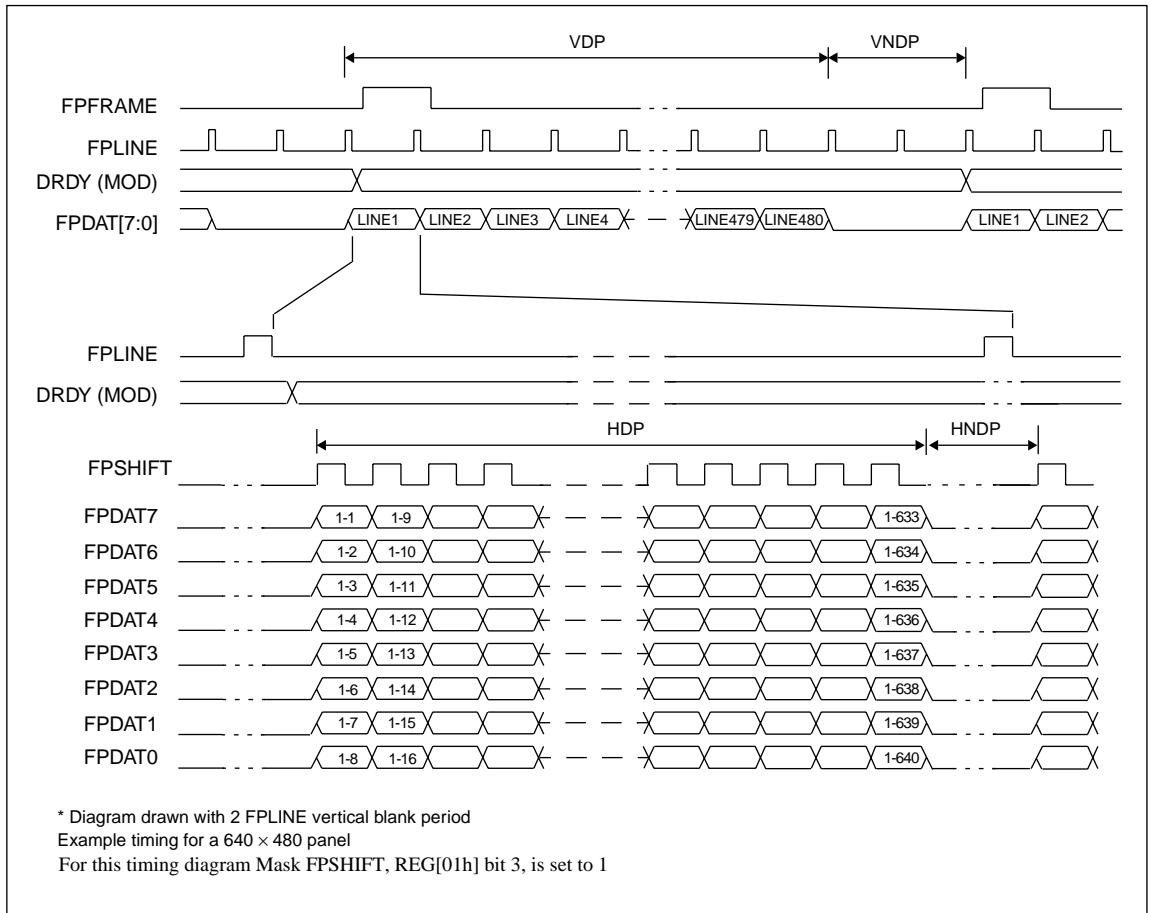 VDP VNDP
FPFRAME
FPLINE
DRDY (MOD)
FPDAT[7:0] LINE1 LINE2 LINE3 LINE4 LINE479 LINE480 LINE1 LINE2
FPLINE
DRDY (MOD)
HDP HNDP
FPSHIFT
FPDAT7 1-1 1-9 1-633
FPDAT6 1-2 1-10 1-634
FPDAT5 1-3 1-11 1-635
FPDAT4 1-4 1-12 1-636
FPDAT3 1-5 1-13 1-637
FPDAT2 1-6 1-14 1-638
FPDAT1 1-7 1-15 1-639
FPDAT0 1-8 1-16 1-640
* Diagram drawn with 2 FPLINE vertical blank period
Example timing for a 640 × 480 panel
For this timing diagram Mask FPSHIFT, REG[01h] bit 3, is set to 1